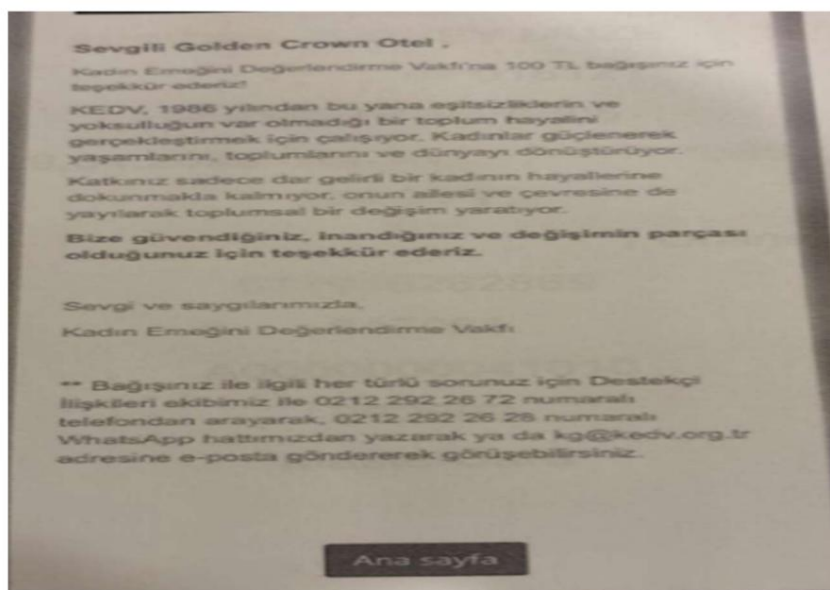 Sevgili Golden Crown Otel ,
Kadın Emeğini Değerlendirme Vakfı'na 100 TL bağışınız için
teşekkür ederiz!
KEDV, 1986 yılından bu yana eşitsizliklerin ve
yoksulluğun var olmadığı bir toplum hayalini
gerçekleştirmek için çalışıyor. Kadınlar güçlenerek
yaşamlarını, toplumlarını ve dünyayı dönüştürüyor.
Katkınız sadece dar gelirli bir kadının hayallerine
dokunmakla kalmıyor, onun ailesi ve çevresine de
yayılarak toplumsal bir değişim yaratıyor.
Bize güvendiğiniz, inandığınız ve değişimin parçası
olduğunuz için teşekkür ederiz.
Sevgi ve saygılarımızla,
Kadın Emeğini Değerlendirme Vakfı
** Bağışınız ile ilgili her türlü sorunuz için Destekçi
İlişkileri ekibimiz ile 0212 292 26 72 numaralı
telefondan arayarak, 0212 292 26 28 numaralı
WhatsApp hattımızdan yazarak ya da kg@kedv.org.tr
adresine e-posta göndererek görüşebilirsiniz.
Ana sayfa